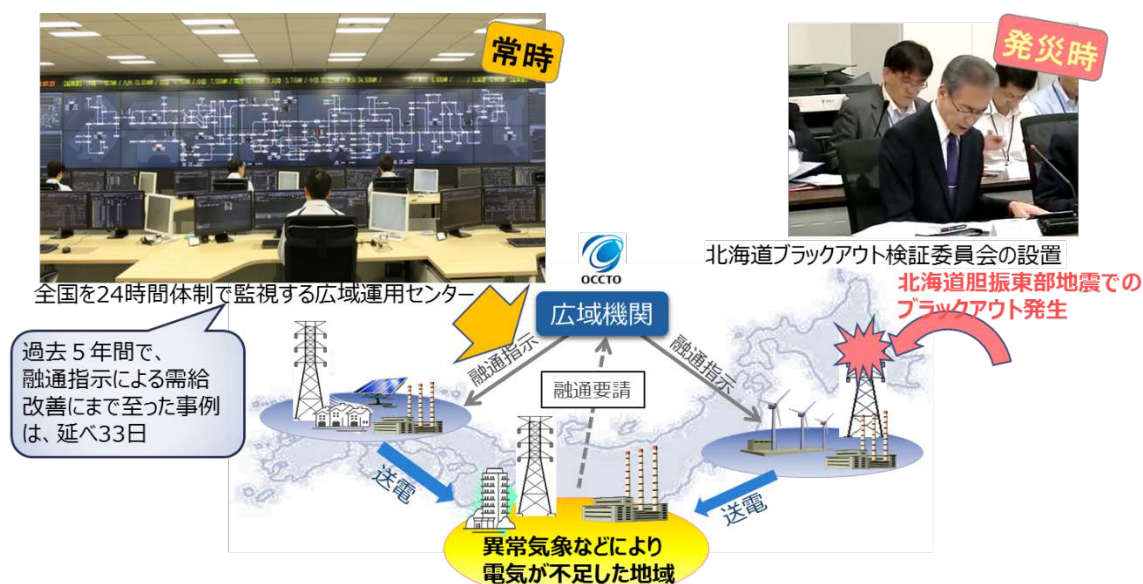 常時
発災時
北海道ブラックアウト検証委員会の設置
OCCTO
全国を24時間体制で監視する広域運用センター
北海道胆振東部地震での
ブラックアウト発生
広域機関
過去5年間で、
融通指示による需給
改善にまで至った事例
は、延べ33日
融通指示
融通要請
融通指示
送電
送電
異常気象などにより
電気が不足した地域